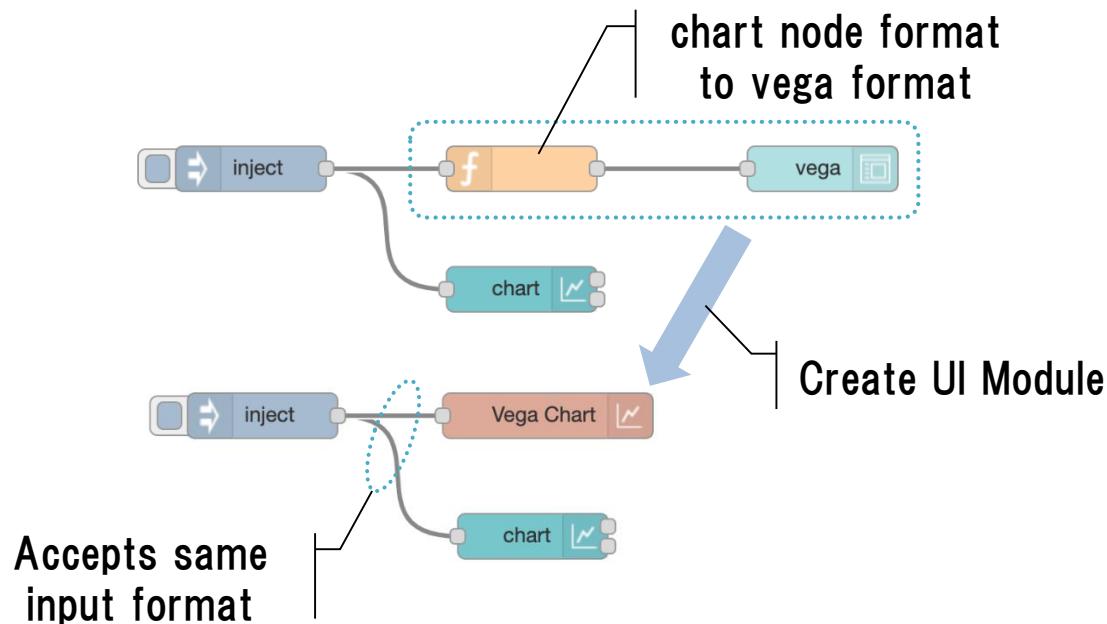 chart node format
to vega format
inject
f
vega
chart
Create UI Module
inject
Vega Chart
chart
Accepts same
input format